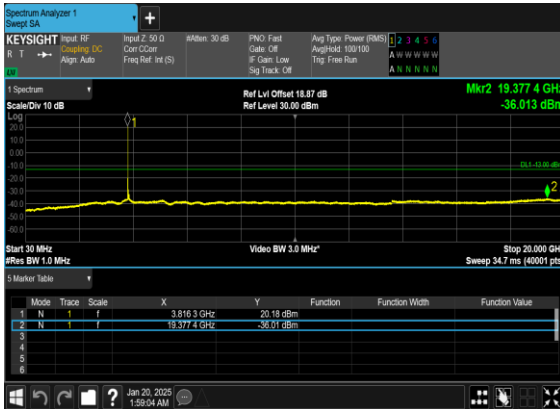 Spectrum Analyzer 1
Swept SA
+
KEYSIGHT Input: RF Input Z: 50 Ω #Atten: 30 dB PNO: Fast Avg Type: Power (RMS) 1 2 3 4 5 6
R T Coupling: DC Corr CCorr Gate: Off Avg|Hold: 100/100 A W W W W W
Align: Auto Freq Ref: Int (S) IF Gain: Low Trig: Free Run
Sig Track: Off A N N N N N
1 Spectrum Mkr2 19.377 4 GHz
Ref Lvl Offset 18.87 dB
Scale/Div 10 dB Ref Level 30.00 dBm -36.013 dBm
Log
1
20.0
10.0
0.00
-10.0
DL1 -13.00 dBm
-20.0
-30.0
2
-40.0
-50.0
-60.0
Start 30 MHz Video BW 3.0 MHz* Stop 20.000 GHz
#Res BW 1.0 MHz Sweep 34.7 ms (40001 pts)
5 Marker Table
Mode Trace Scale X Y Function Function Width Function Value
1 N 1 f 3.816 3 GHz 20.18 dBm
2 N 1 f 19.377 4 GHz -36.01 dBm
3
4
5
6
? Jan 20, 2025
1:59:04 AM